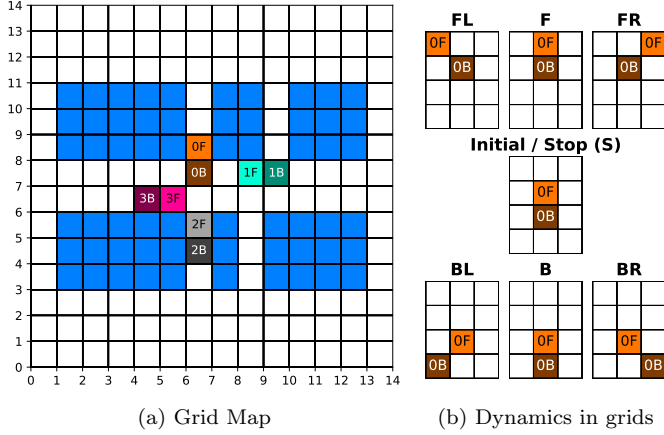 14
13
12
11
10
9
8
7
6
5
4
3
2
1
0
0F
0B 1F 1B
3B 3F
2F
2B
0 1 2 3 4 5 6 7 8 9 10 11 12 13 14
(a) Grid Map
FL F FR
0F 0F 0F
0B 0B 0B
Initial / Stop (S)
0F
0B
BL B BR
0F 0F 0F
0B 0B 0B
(b) Dynamics in grids